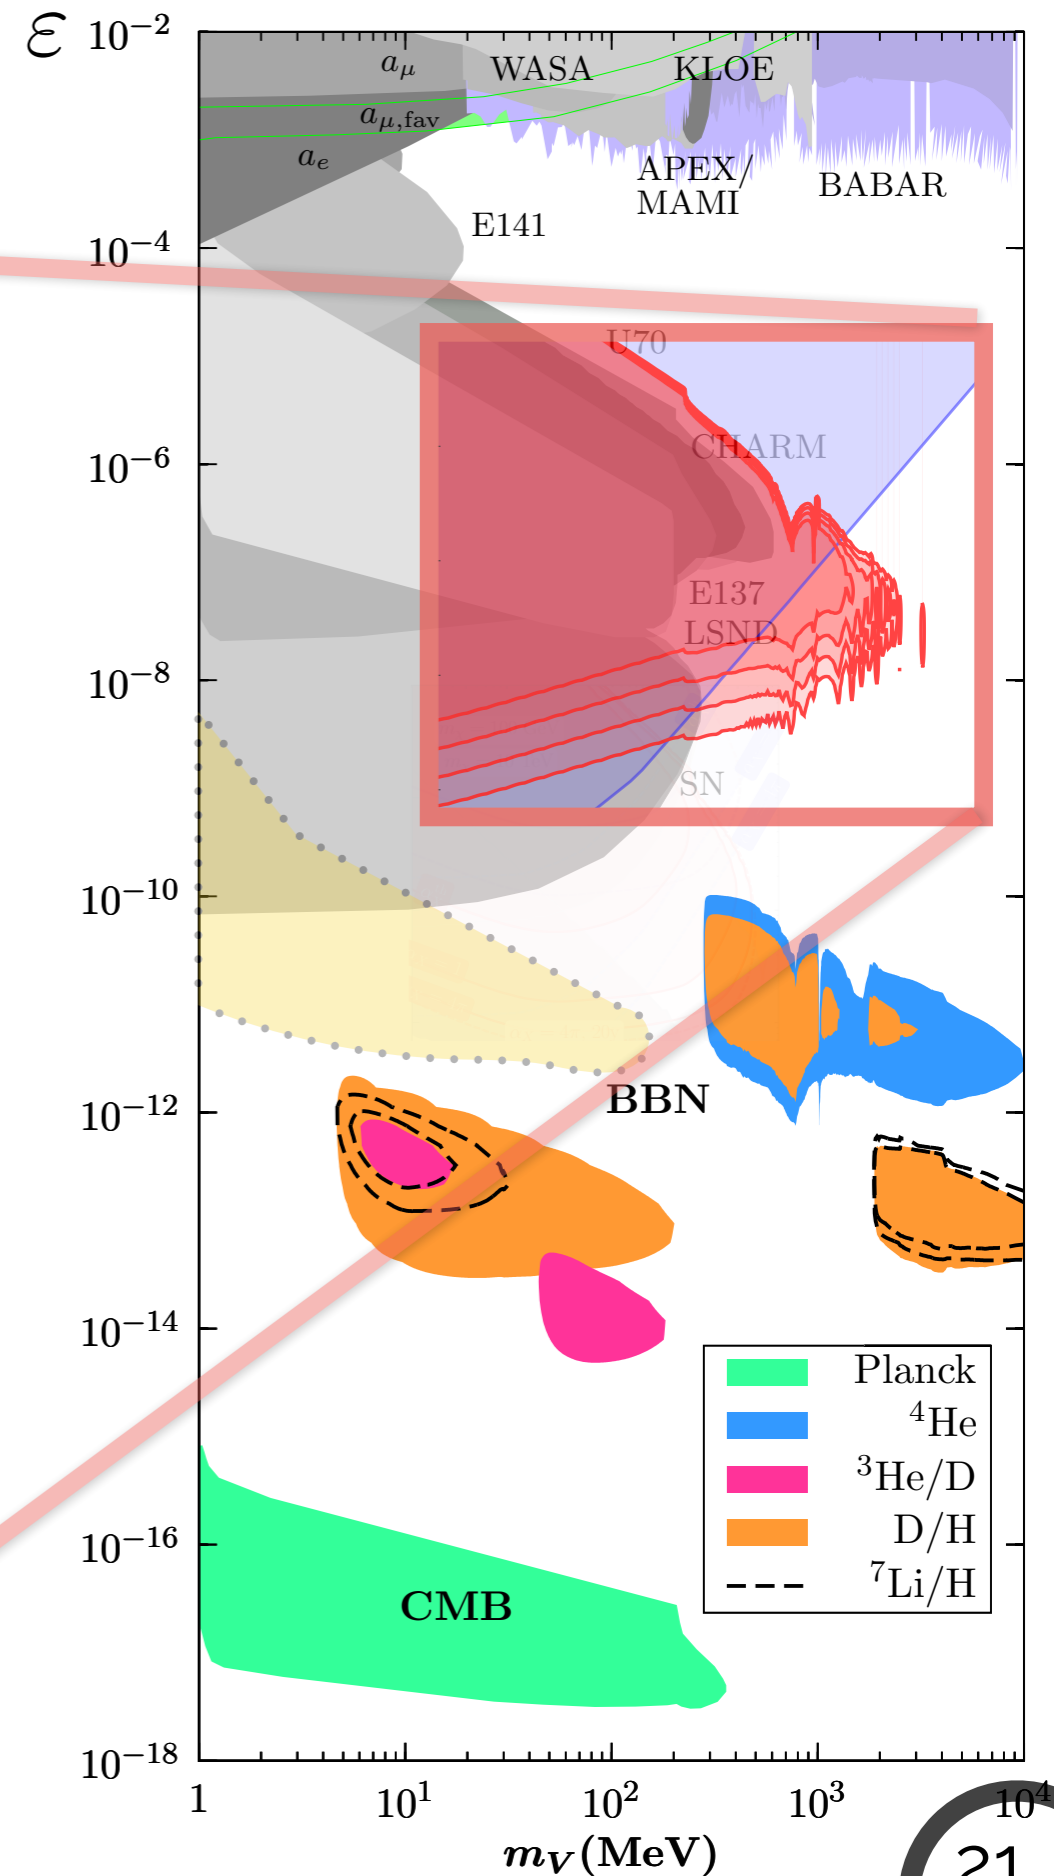 ε 10⁻²
a_μ WASA KLOE
a_μ,fav
a_e
APEX/
MAMI BABAR
E141
10⁻⁴
U70
CHARM
10⁻⁶
E137
LSND
10⁻⁸
SN
10⁻¹⁰
BBN
10⁻¹²
10⁻¹⁴
Planck
⁴He
³He/D
D/H
⁷Li/H
10⁻¹⁶
CMB
10⁻¹⁸
1 10¹ 10² 10³ 10⁴
m_V(MeV)
21